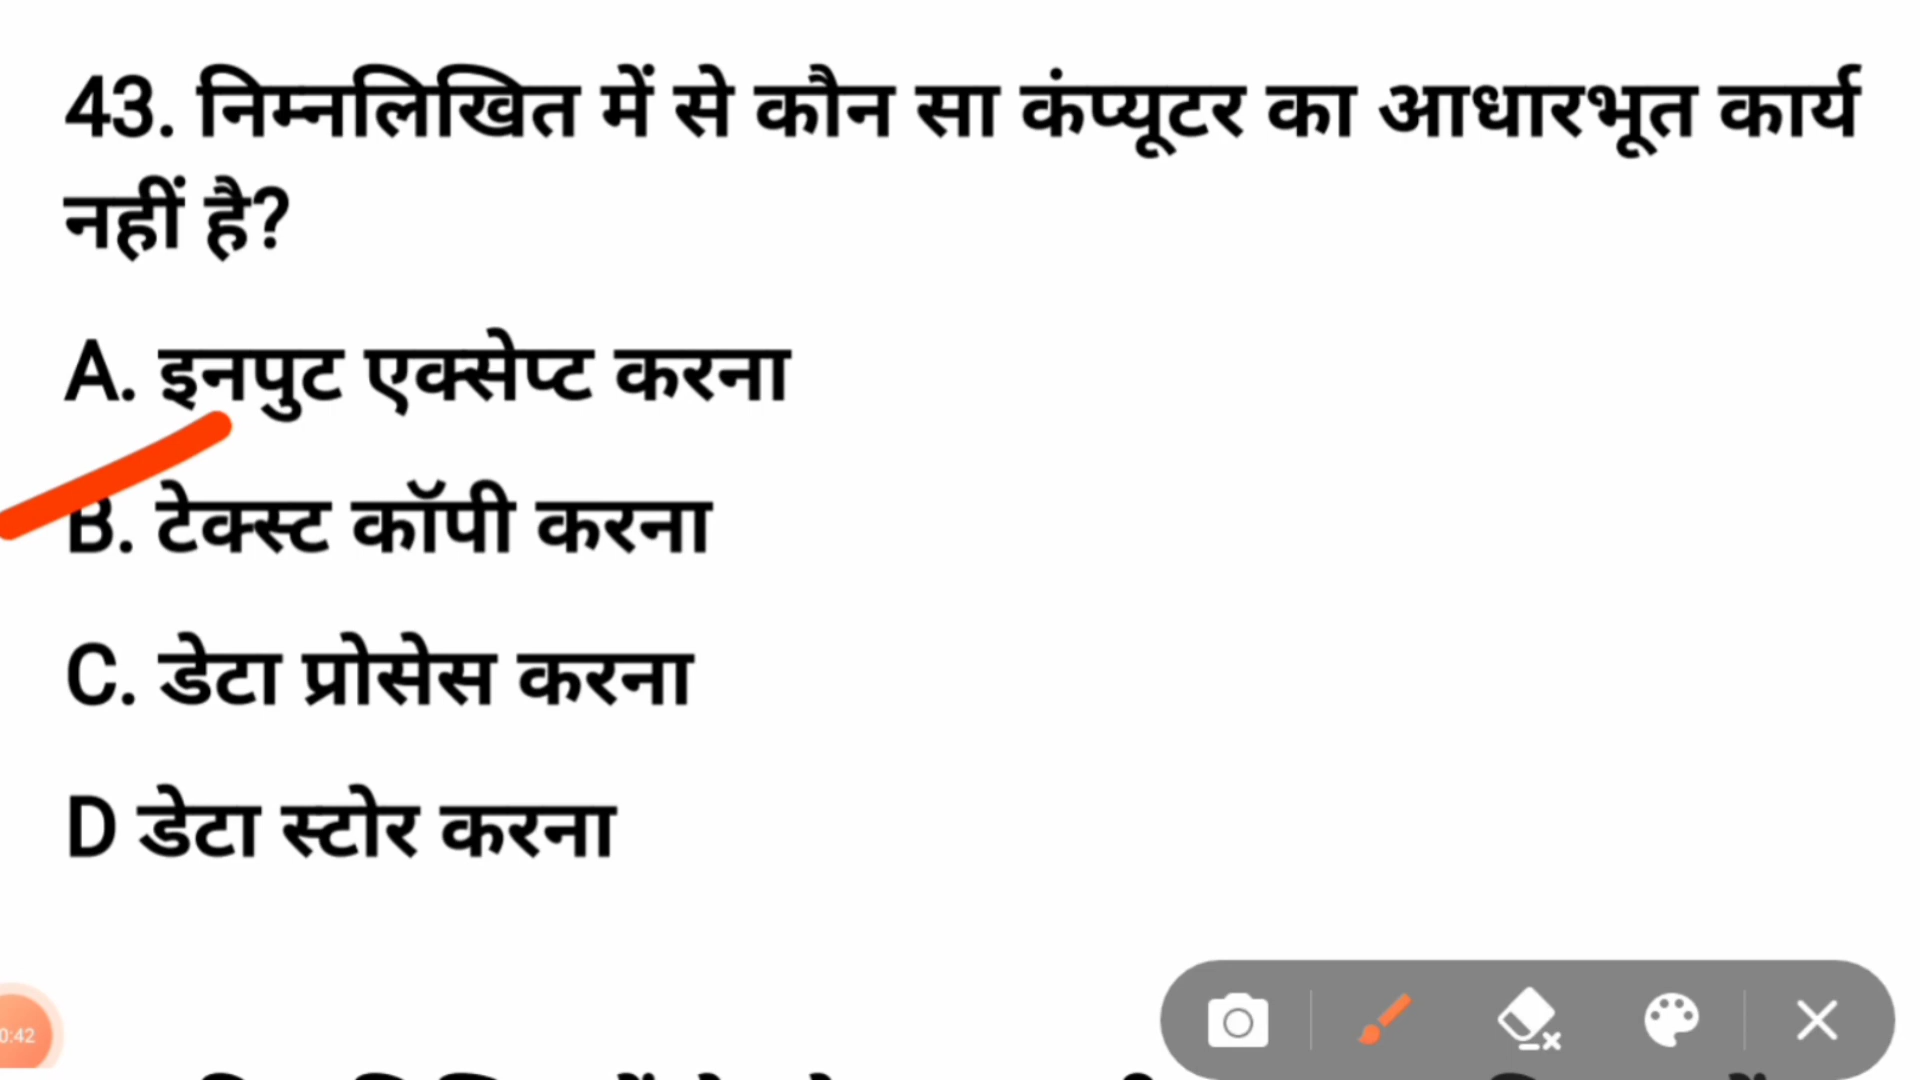 43. निम्नलिखित में से कौन सा कंप्यूटर का आधारभूत कार्य
नहीं है?
A. इनपुट एक्सेप्ट करना
B. टेक्स्ट कॉपी करना
C. डेटा प्रोसेस करना
D डेटा स्टोर करना
0:42